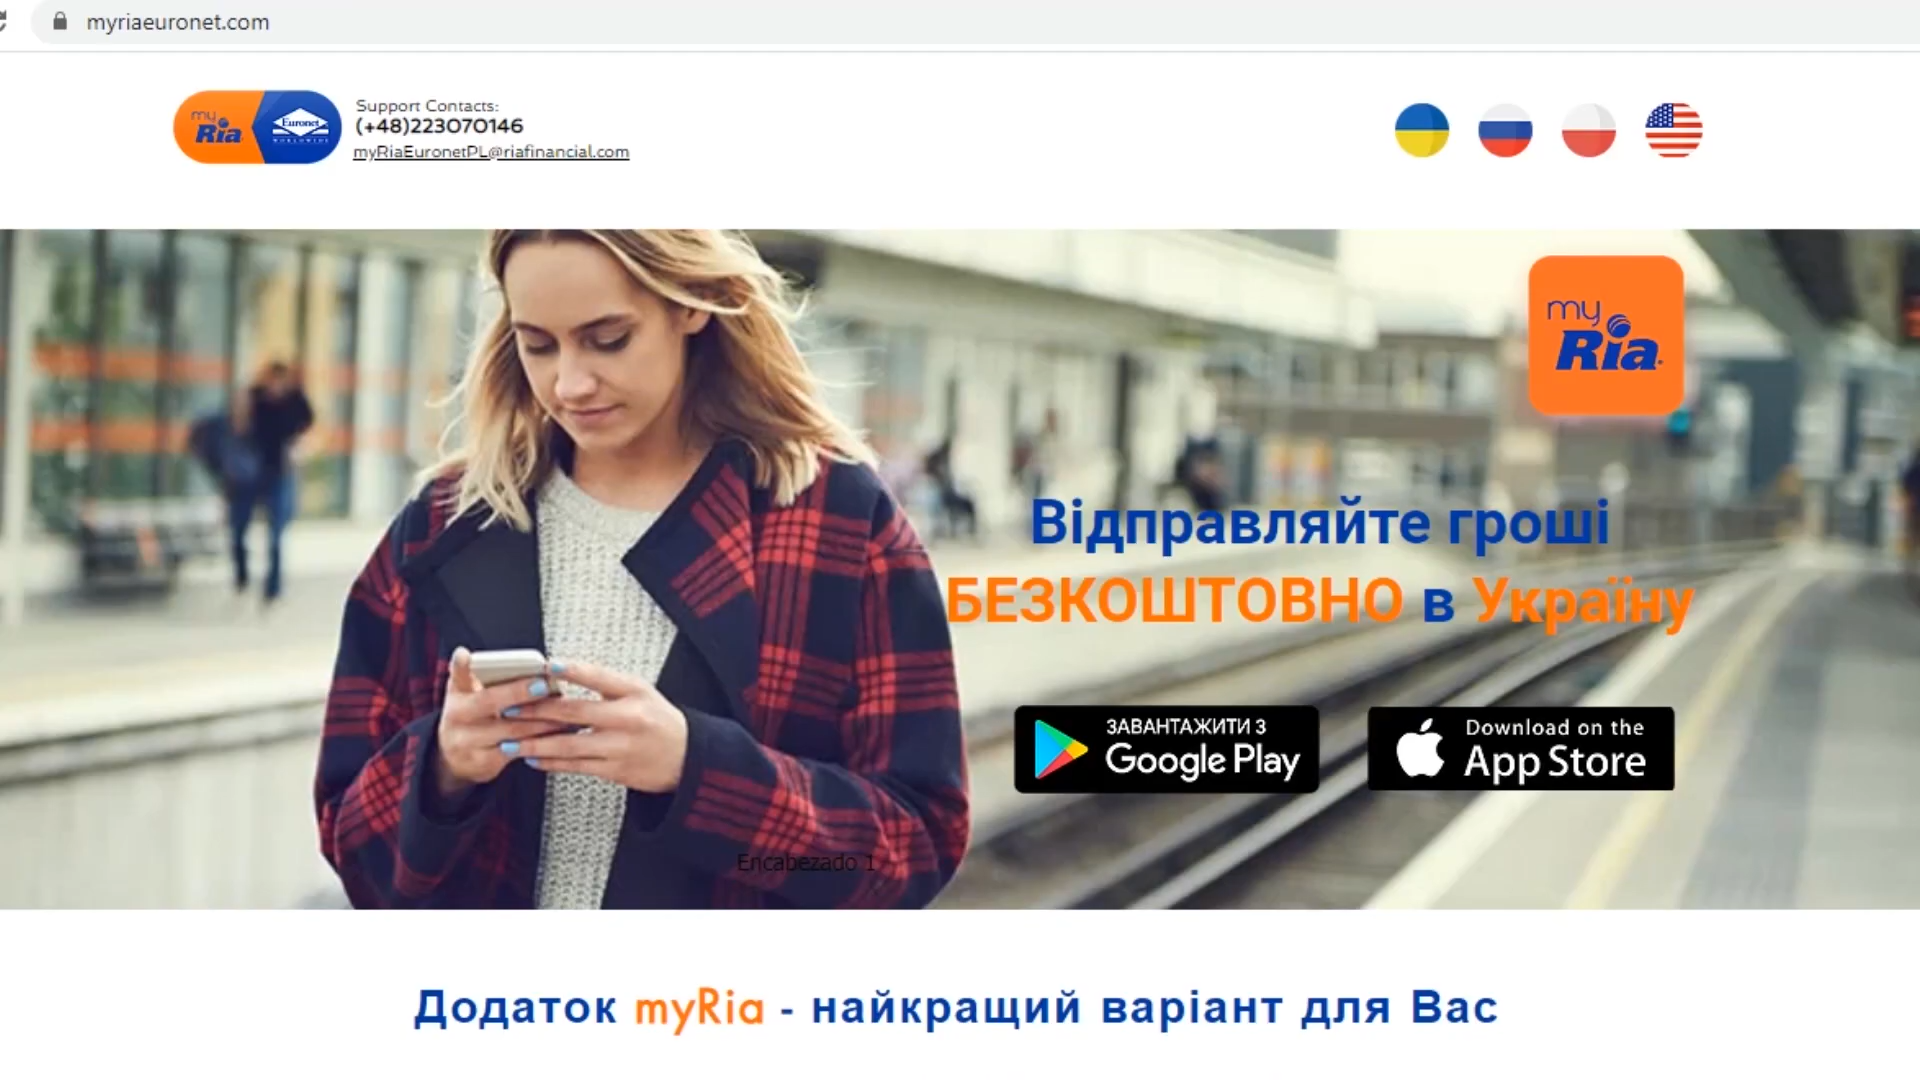 myriaeuronet.com
my
Ria
Euronet
WORLDWIDE
Support Contacts:
(+48)223070146
myRiaEuronetPL@riafinancial.com
my
Ria
Відправляйте гроші
БЕЗКОШТОВНО в Україну
ЗАВАНТАЖИТИ З
Google Play
Download on the
App Store
Encabezado 1
Додаток myRia - найкращий варіант для Вас